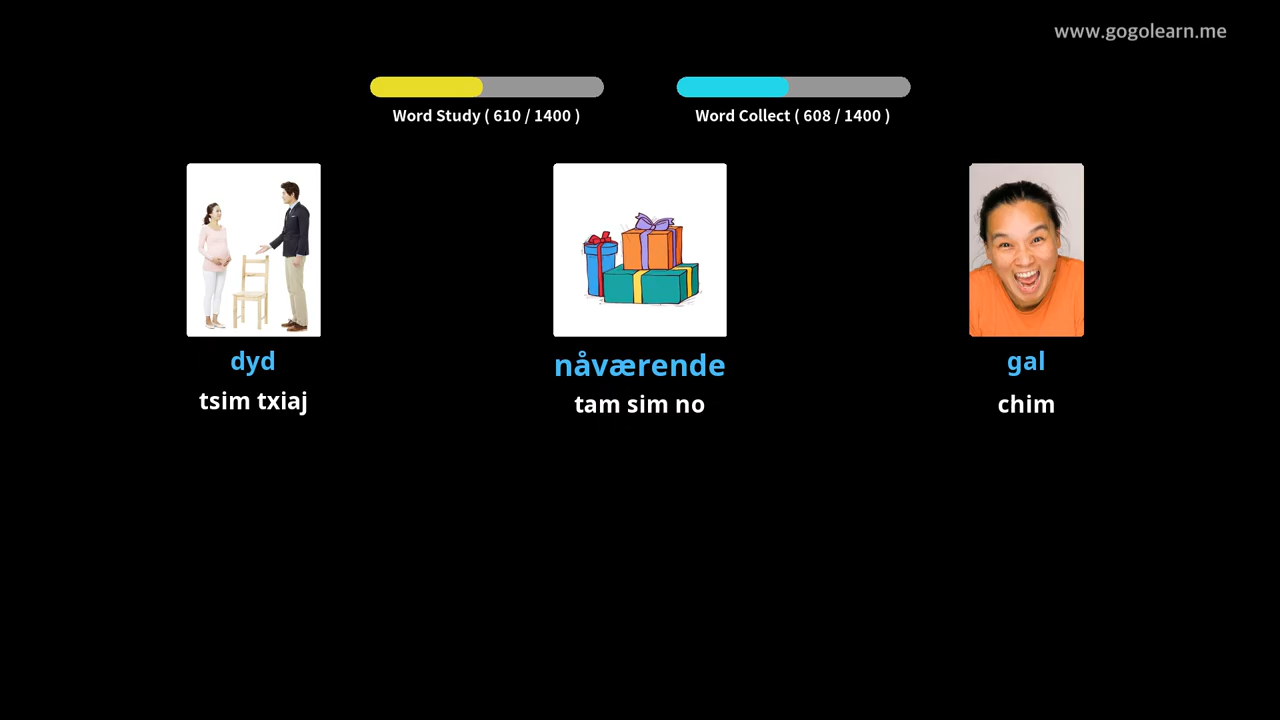 www.gogolearn.me
Word Study ( 610 / 1400 )
Word Collect ( 608 / 1400 )
dyd
nåværende
gal
tsim txiaj
tam sim no
chim